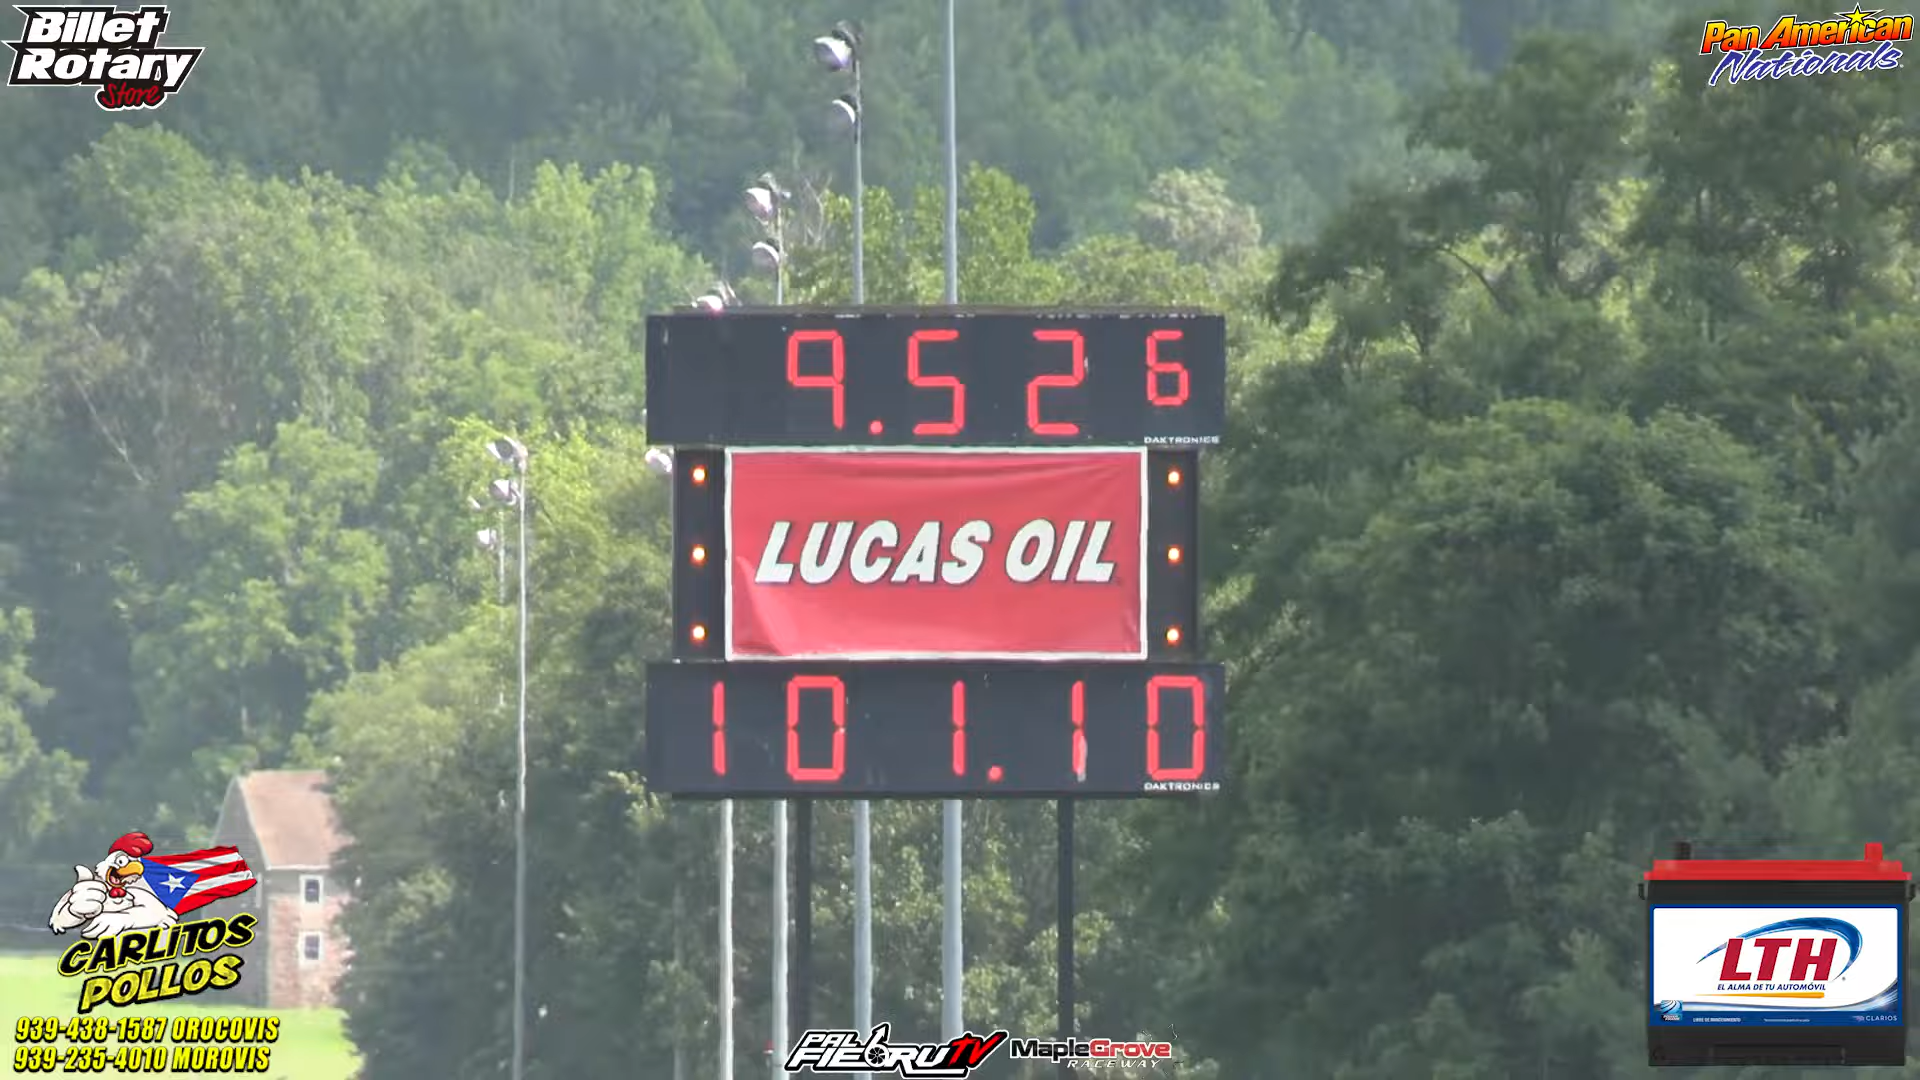 Billet
Rotary
Store
Pan American
Nationals
9.526
DAKTRONICS
LUCAS OIL
101.10
DAKTRONICS
CARLITOS
POLLOS
939-438-1587 OROCOVIS
939-235-4010 MOROVIS
PAL
FIEBRU TV
MapleGrove
RACEWAY
LTH
EL ALMA DE TU AUTOMÓVIL
CLARIOS